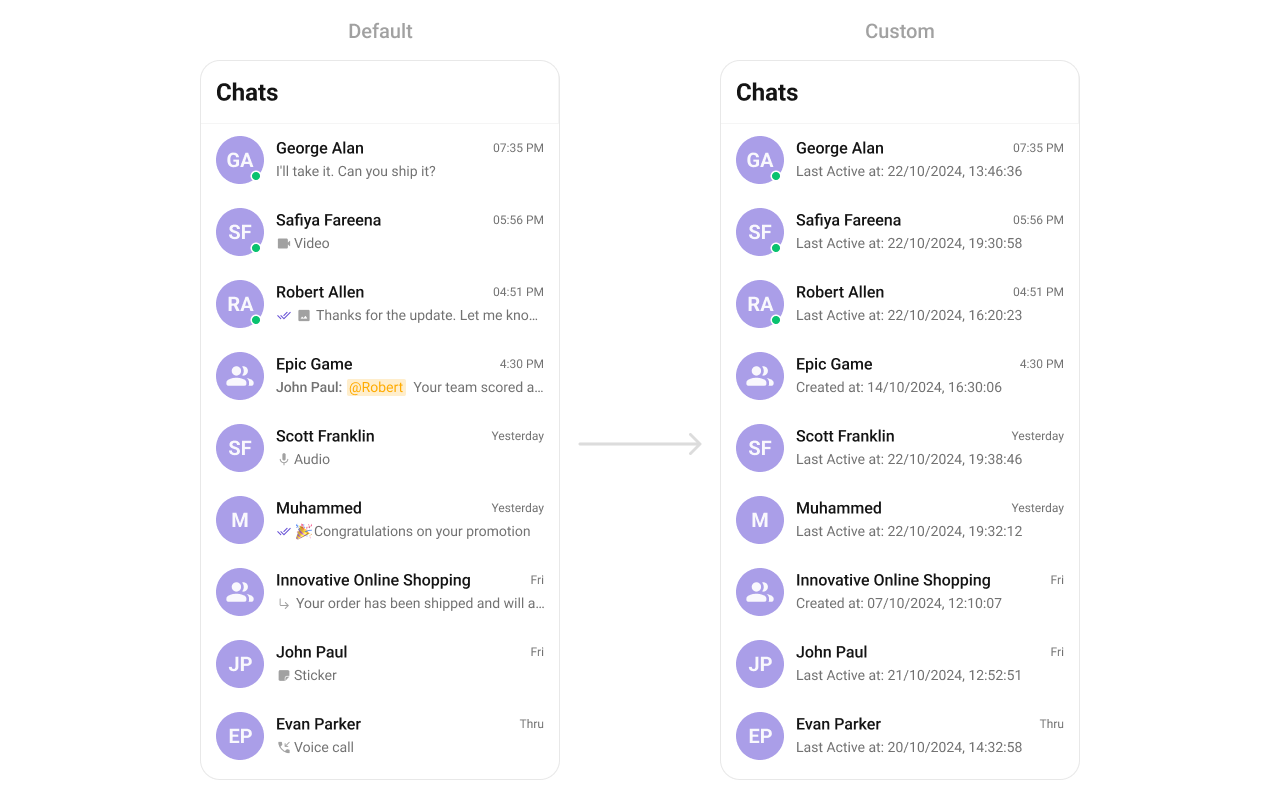 Default
Chats
GA
George Alan
07:35 PM
I'll take it. Can you ship it?
SF
Safiya Fareena
05:56 PM
Video
RA
Robert Allen
04:51 PM
Thanks for the update. Let me kno...
Epic Game
4:30 PM
John Paul: @Robert Your team scored a...
SF
Scott Franklin
Yesterday
Audio
M
Muhammed
Yesterday
🎉Congratulations on your promotion
Innovative Online Shopping
Fri
Your order has been shipped and will a...
JP
John Paul
Fri
Sticker
EP
Evan Parker
Thru
Voice call
Custom
Chats
GA
George Alan
07:35 PM
Last Active at: 22/10/2024, 13:46:36
SF
Safiya Fareena
05:56 PM
Last Active at: 22/10/2024, 19:30:58
RA
Robert Allen
04:51 PM
Last Active at: 22/10/2024, 16:20:23
Epic Game
4:30 PM
Created at: 14/10/2024, 16:30:06
SF
Scott Franklin
Yesterday
Last Active at: 22/10/2024, 19:38:46
M
Muhammed
Yesterday
Last Active at: 22/10/2024, 19:32:12
Innovative Online Shopping
Fri
Created at: 07/10/2024, 12:10:07
JP
John Paul
Fri
Last Active at: 21/10/2024, 12:52:51
EP
Evan Parker
Thru
Last Active at: 20/10/2024, 14:32:58